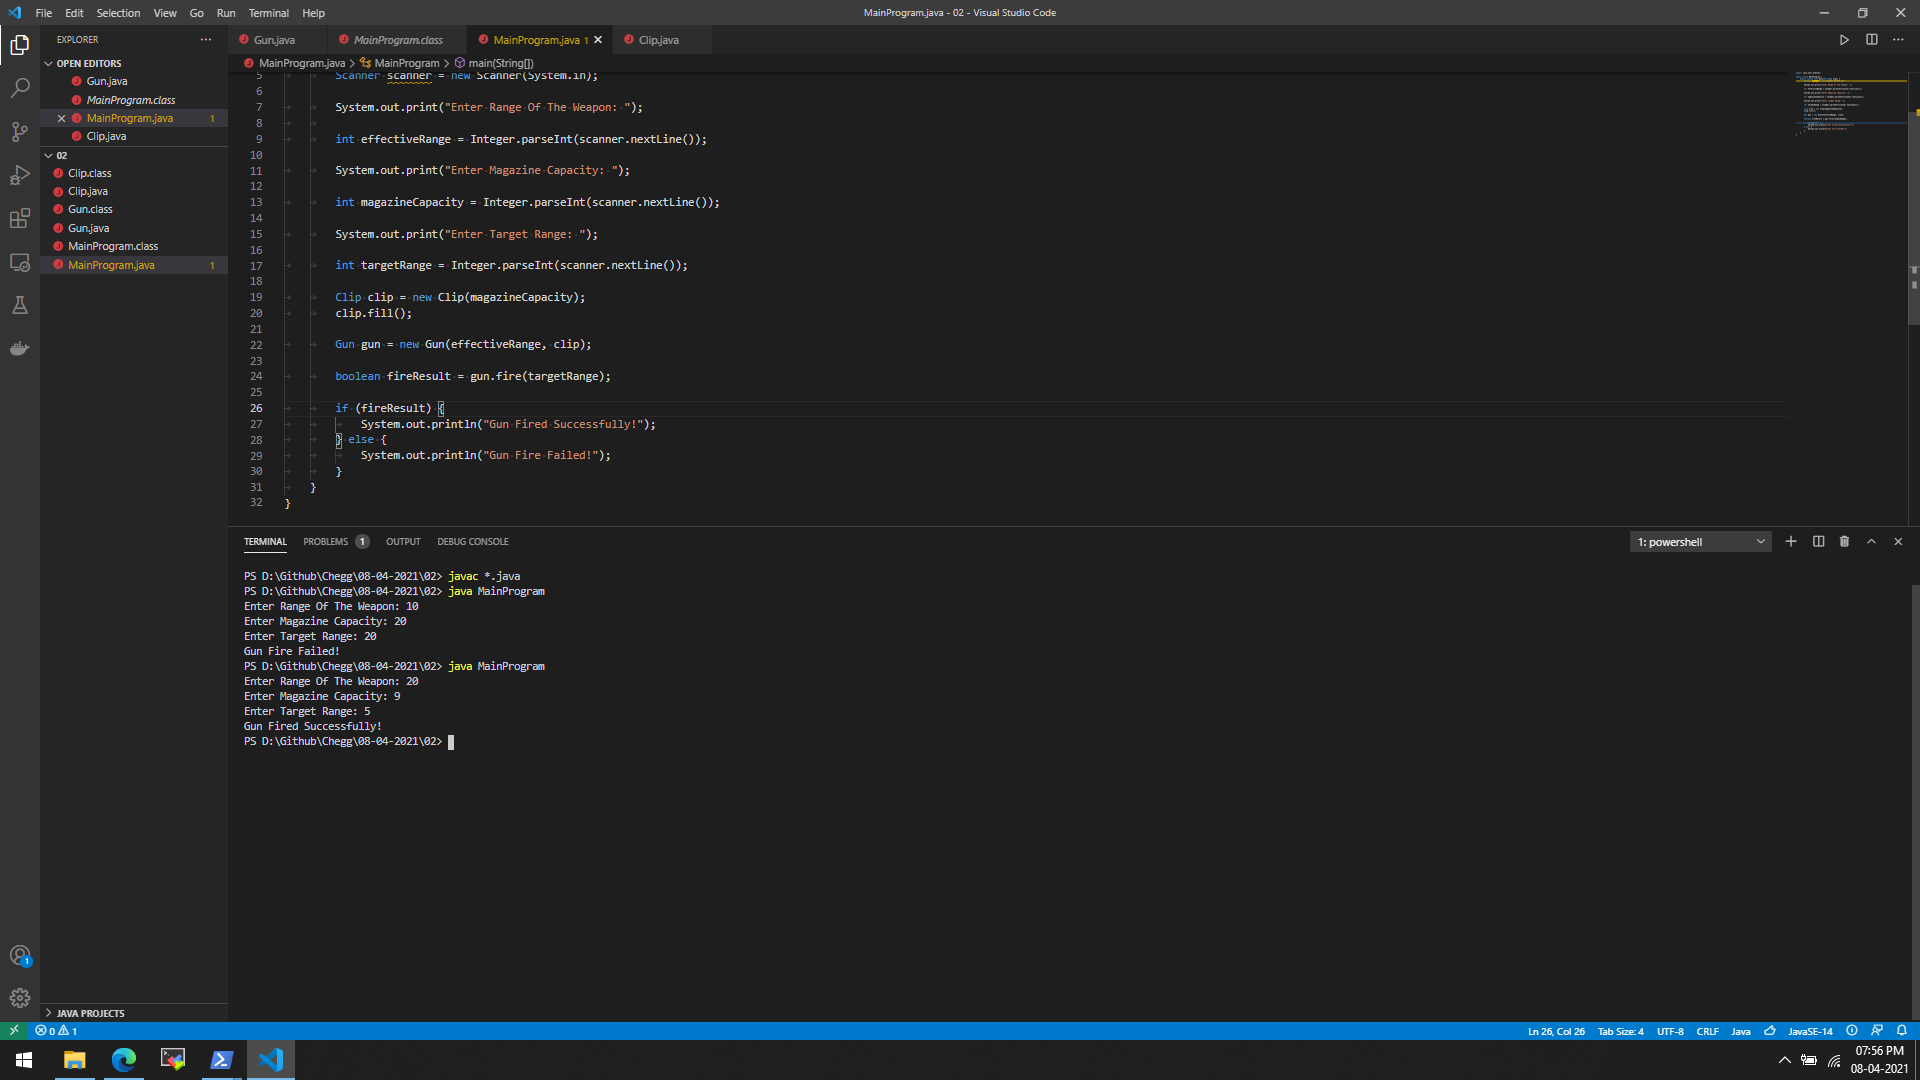 File Edit Selection View Go Run Terminal Help
MainProgram.java - 02 - Visual Studio Code
EXPLORER
Gun.java MainProgram.class MainProgram.java 1 Clip.java
OPEN EDITORS
Gun.java
MainProgram.class
MainProgram.java 1
Clip.java
02
Clip.class
Clip.java
Gun.class
Gun.java
MainProgram.class
MainProgram.java 1
JAVA PROJECTS
MainProgram.java > MainProgram > main(String[])
5 Scanner scanner = new Scanner(System.in);
6
7 System.out.print("Enter Range Of The Weapon: ");
8
9 int effectiveRange = Integer.parseInt(scanner.nextLine());
10
11 System.out.print("Enter Magazine Capacity: ");
12
13 int magazineCapacity = Integer.parseInt(scanner.nextLine());
14
15 System.out.print("Enter Target Range: ");
16
17 int targetRange = Integer.parseInt(scanner.nextLine());
18
19 Clip clip = new Clip(magazineCapacity);
20 clip.fill();
21
22 Gun gun = new Gun(effectiveRange, clip);
23
24 boolean fireResult = gun.fire(targetRange);
25
26 if (fireResult) {
27 System.out.println("Gun Fired Successfully!");
28 } else {
29 System.out.println("Gun Fire Failed!");
30 }
31 }
32 }
TERMINAL PROBLEMS 1 OUTPUT DEBUG CONSOLE
1: powershell
PS D:\Github\Chegg\08-04-2021\02> javac *.java
PS D:\Github\Chegg\08-04-2021\02> java MainProgram
Enter Range Of The Weapon: 10
Enter Magazine Capacity: 20
Enter Target Range: 20
Gun Fire Failed!
PS D:\Github\Chegg\08-04-2021\02> java MainProgram
Enter Range Of The Weapon: 20
Enter Magazine Capacity: 9
Enter Target Range: 5
Gun Fired Successfully!
PS D:\Github\Chegg\08-04-2021\02>
1
0 1
Ln 26, Col 26 Tab Size: 4 UTF-8 CRLF Java JavaSE-14
07:56 PM
08-04-2021